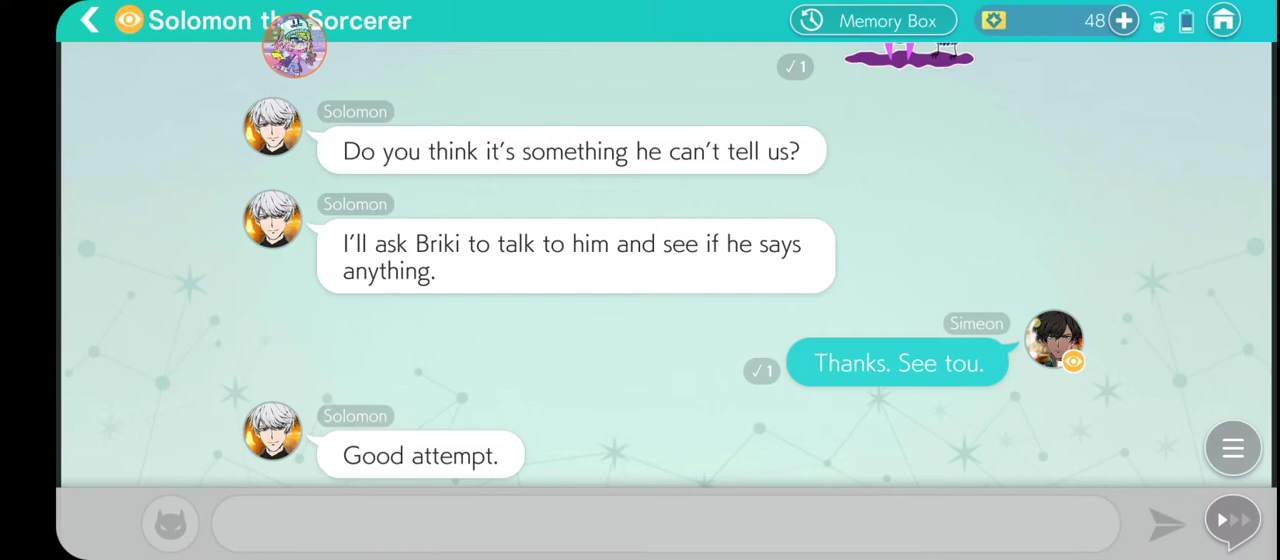 Solomon the Sorcerer
Memory Box
48
✓1
Solomon
Do you think it's something he can't tell us?
Solomon
I'll ask Briki to talk to him and see if he says
anything.
Simeon
✓1
Thanks. See tou.
Solomon
Good attempt.